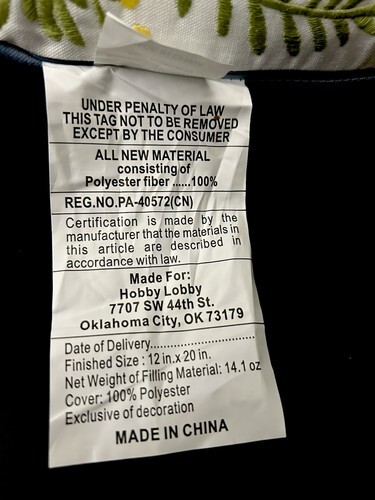 UNDER PENALTY OF LAW
THIS TAG NOT TO BE REMOVED
EXCEPT BY THE CONSUMER
ALL NEW MATERIAL
consisting of
Polyester fiber ......100%
REG.NO.PA-40572(CN)
Certification is made by the
manufacturer that the materials in
this article are described in
accordance with law.
Made For:
Hobby Lobby
7707 SW 44th St.
Oklahoma City, OK 73179
Date of Delivery..............................
Finished Size : 12 in.x 20 in.
Net Weight of Filling Material: 14.1 oz
Cover: 100% Polyester
Exclusive of decoration
MADE IN CHINA